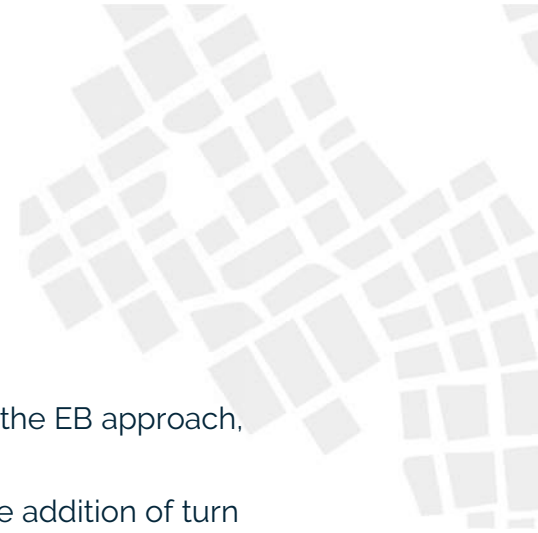 the EB approach,
addition of turn